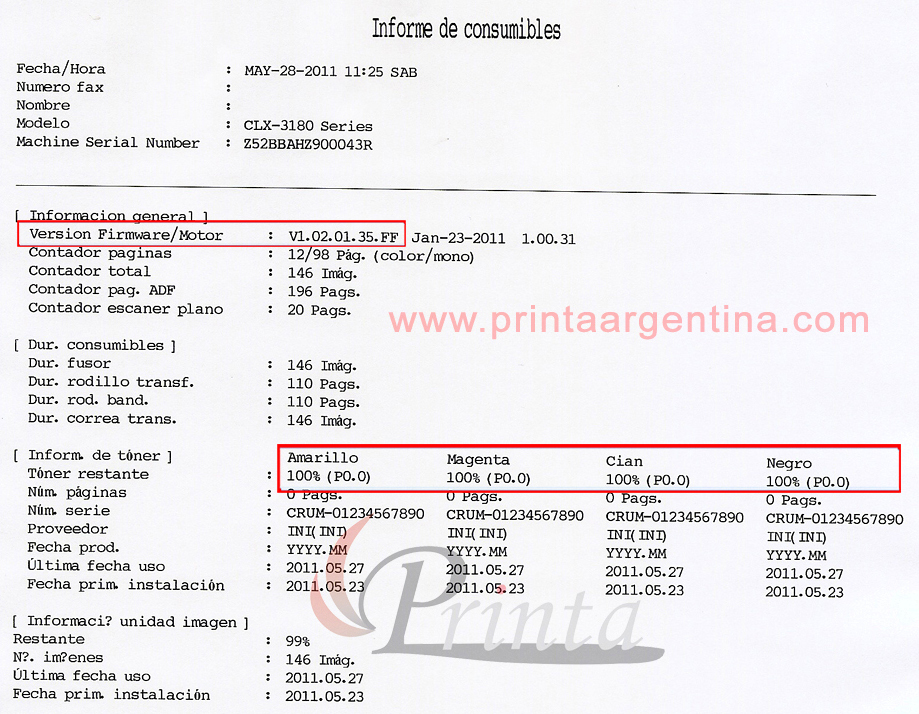 Informe de consumibles
Fecha/Hora : MAY-28-2011 11:25 SAB
Numero fax :
Nombre :
Modelo : CLX-3180 Series
Machine Serial Number : Z52BBAHZ900043R
[ Informacion general ]
Version Firmware/Motor : V1.02.01.35.FF Jan-23-2011 1.00.31
Contador paginas : 12/98 Pág. (color/mono)
Contador total : 146 Imág.
Contador pag. ADF : 196 Pags.
Contador escaner plano : 20 Pags.
www.printaargentina.com
[ Dur. consumibles ]
Dur. fusor : 146 Imág.
Dur. rodillo transf. : 110 Pags.
Dur. rod. band. : 110 Pags.
Dur. correa trans. : 146 Imág.
[ Inform. de tóner ] Amarillo Magenta Cian Negro
Tóner restante : 100% (P0.0) 100% (P0.0) 100% (P0.0) 100% (P0.0)
Núm. páginas : 0 Pags. 0 Pags. 0 Pags. 0 Pags.
Núm. serie : CRUM-01234567890 CRUM-01234567890 CRUM-01234567890 CRUM-01234567890
Proveedor : INI( INI) INI( INI) INI( INI) INI( INI)
Fecha prod. : YYYY.MM YYYY.MM YYYY.MM YYYY.MM
Última fecha uso : 2011.05.27 2011.05.27 2011.05.27 2011.05.27
Fecha prim. instalación : 2011.05.23 2011.05.23 2011.05.23 2011.05.23
Printa
[ Informaci? unidad imagen ]
Restante : 99%
N?. im?enes : 146 Imág.
Última fecha uso : 2011.05.27
Fecha prim. instalación : 2011.05.23